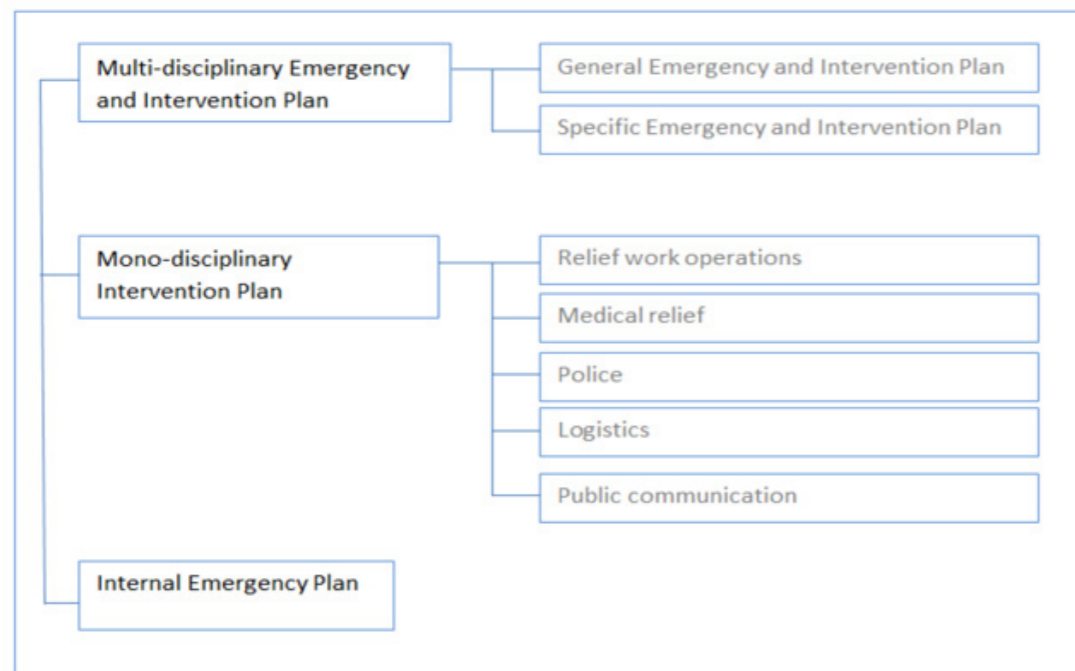 Multi-disciplinary Emergency
and Intervention Plan
General Emergency and Intervention Plan
Specific Emergency and Intervention Plan
Mono-disciplinary
Intervention Plan
Relief work operations
Medical relief
Police
Logistics
Public communication
Internal Emergency Plan